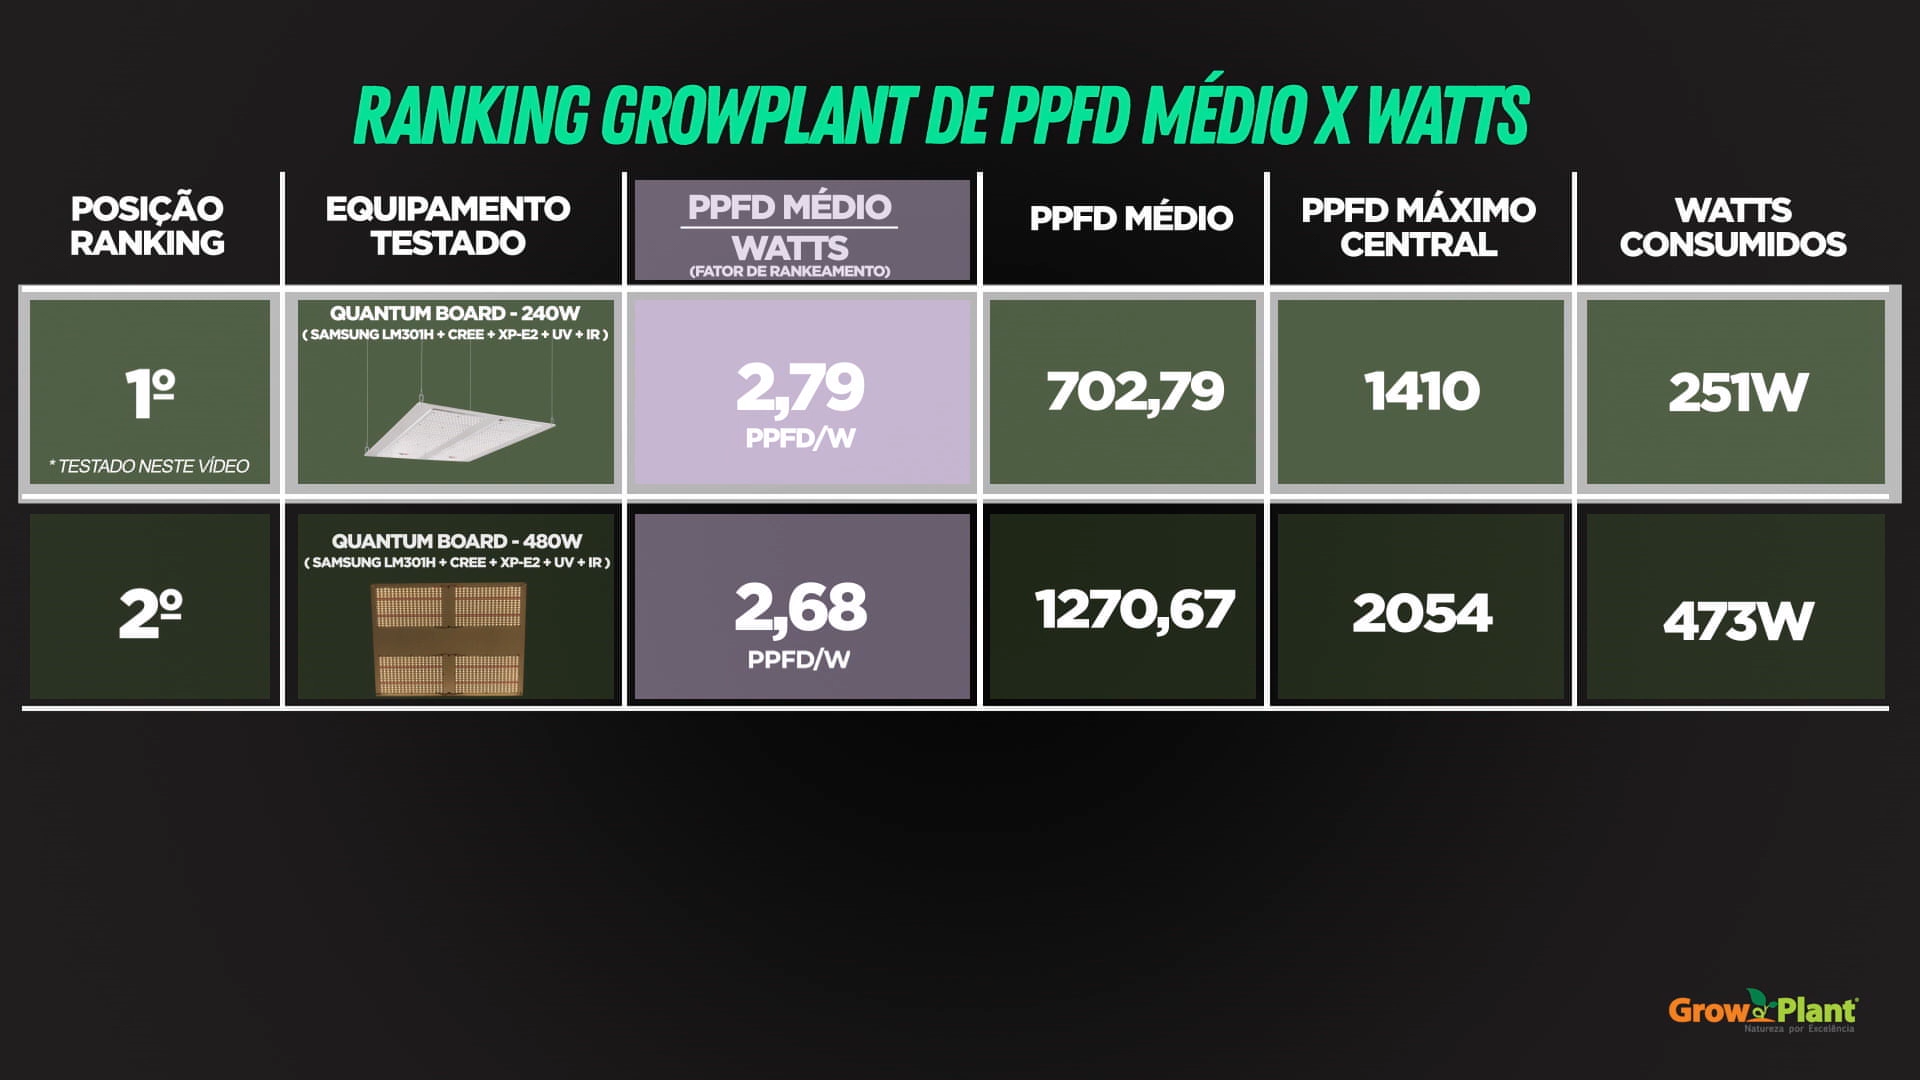 RANKING GROWPLANT DE PPFD MÉDIO X WATTS
POSIÇÃO
RANKING
EQUIPAMENTO
TESTADO
PPFD MÉDIO
WATTS
(FATOR DE RANKEAMENTO)
PPFD MÉDIO
PPFD MÁXIMO
CENTRAL
WATTS
CONSUMIDOS
1º
* TESTADO NESTE VÍDEO
QUANTUM BOARD - 240W
( SAMSUNG LM301H + CREE + XP-E2 + UV + IR )
2,79
PPFD/W
702,79
1410
251W
2º
QUANTUM BOARD - 480W
( SAMSUNG LM301H + CREE + XP-E2 + UV + IR )
2,68
PPFD/W
1270,67
2054
473W
GrowPlant
Natureza por Excelência